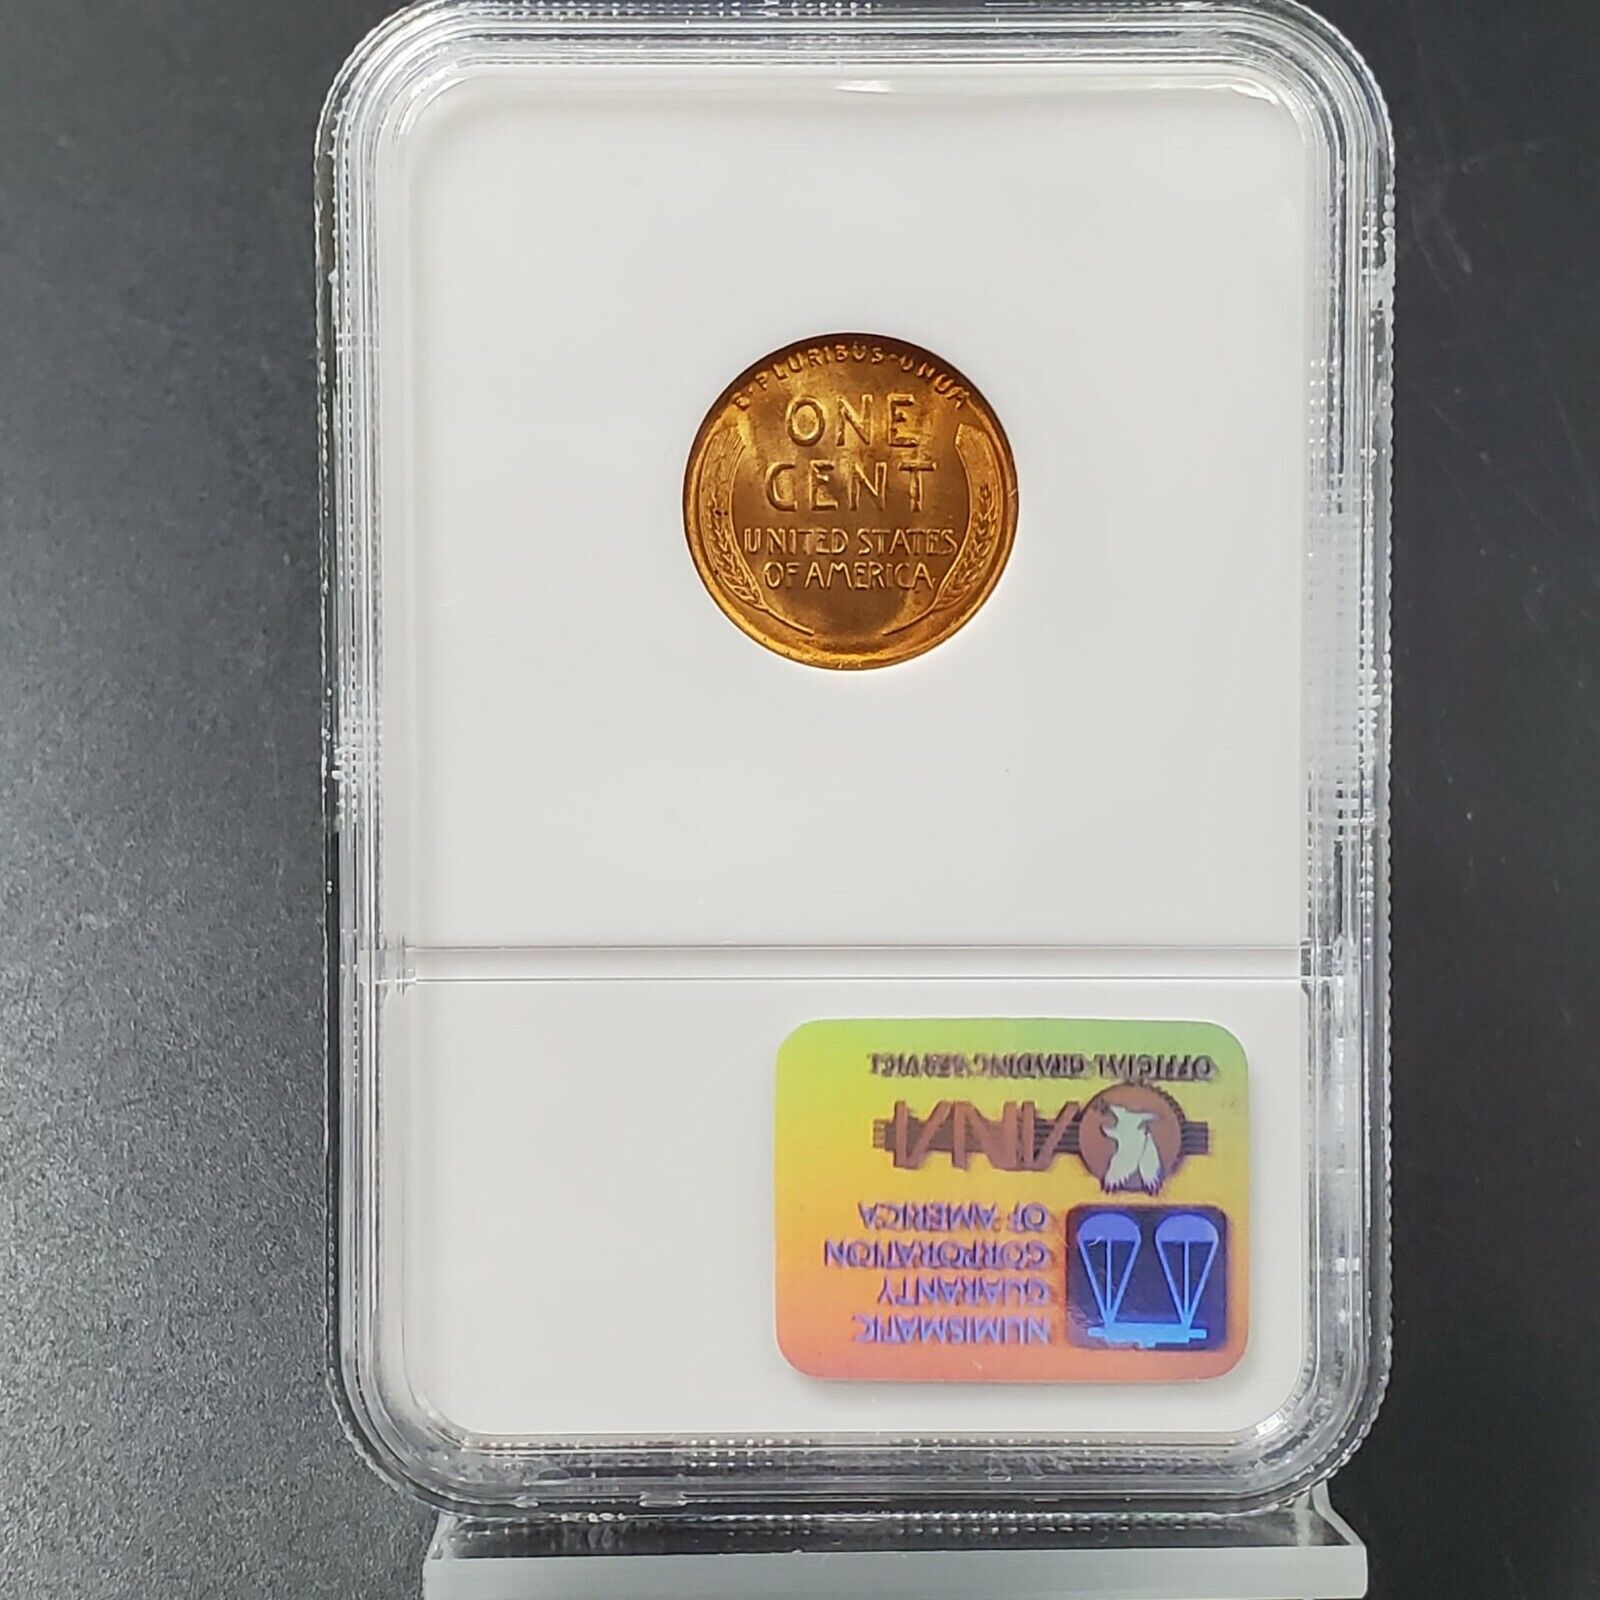 E·PLURIBUS·UNUM
ONE
CENT
UNITED STATES
OF AMERICA
NUMISMATIC
GUARANTY
CORPORATION
OF AMERICA
ANA
OFFICIAL GRADING SERVICE